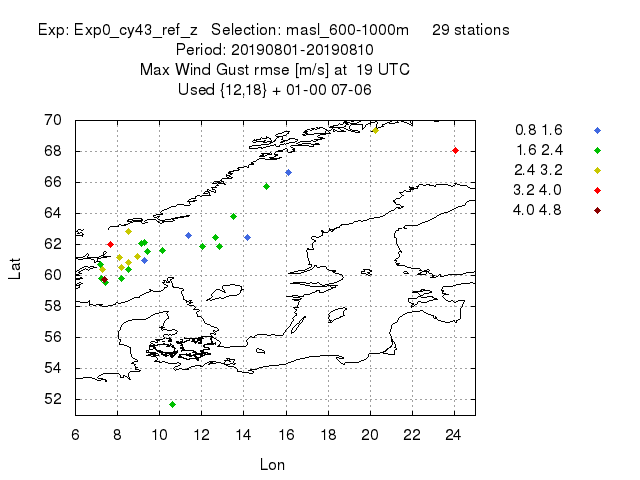 Exp: Exp0_cy43_ref_z   Selection: masl_600-1000m     29 stations
Period: 20190801-20190810
Max Wind Gust rmse [m/s] at  19 UTC
Used {12,18} + 01-00 07-06
70
68
66
64
62
60
58
56
54
52
Lat
6 8 10 12 14 16 18 20 22 24
Lon
0.8 1.6
1.6 2.4
2.4 3.2
3.2 4.0
4.0 4.8